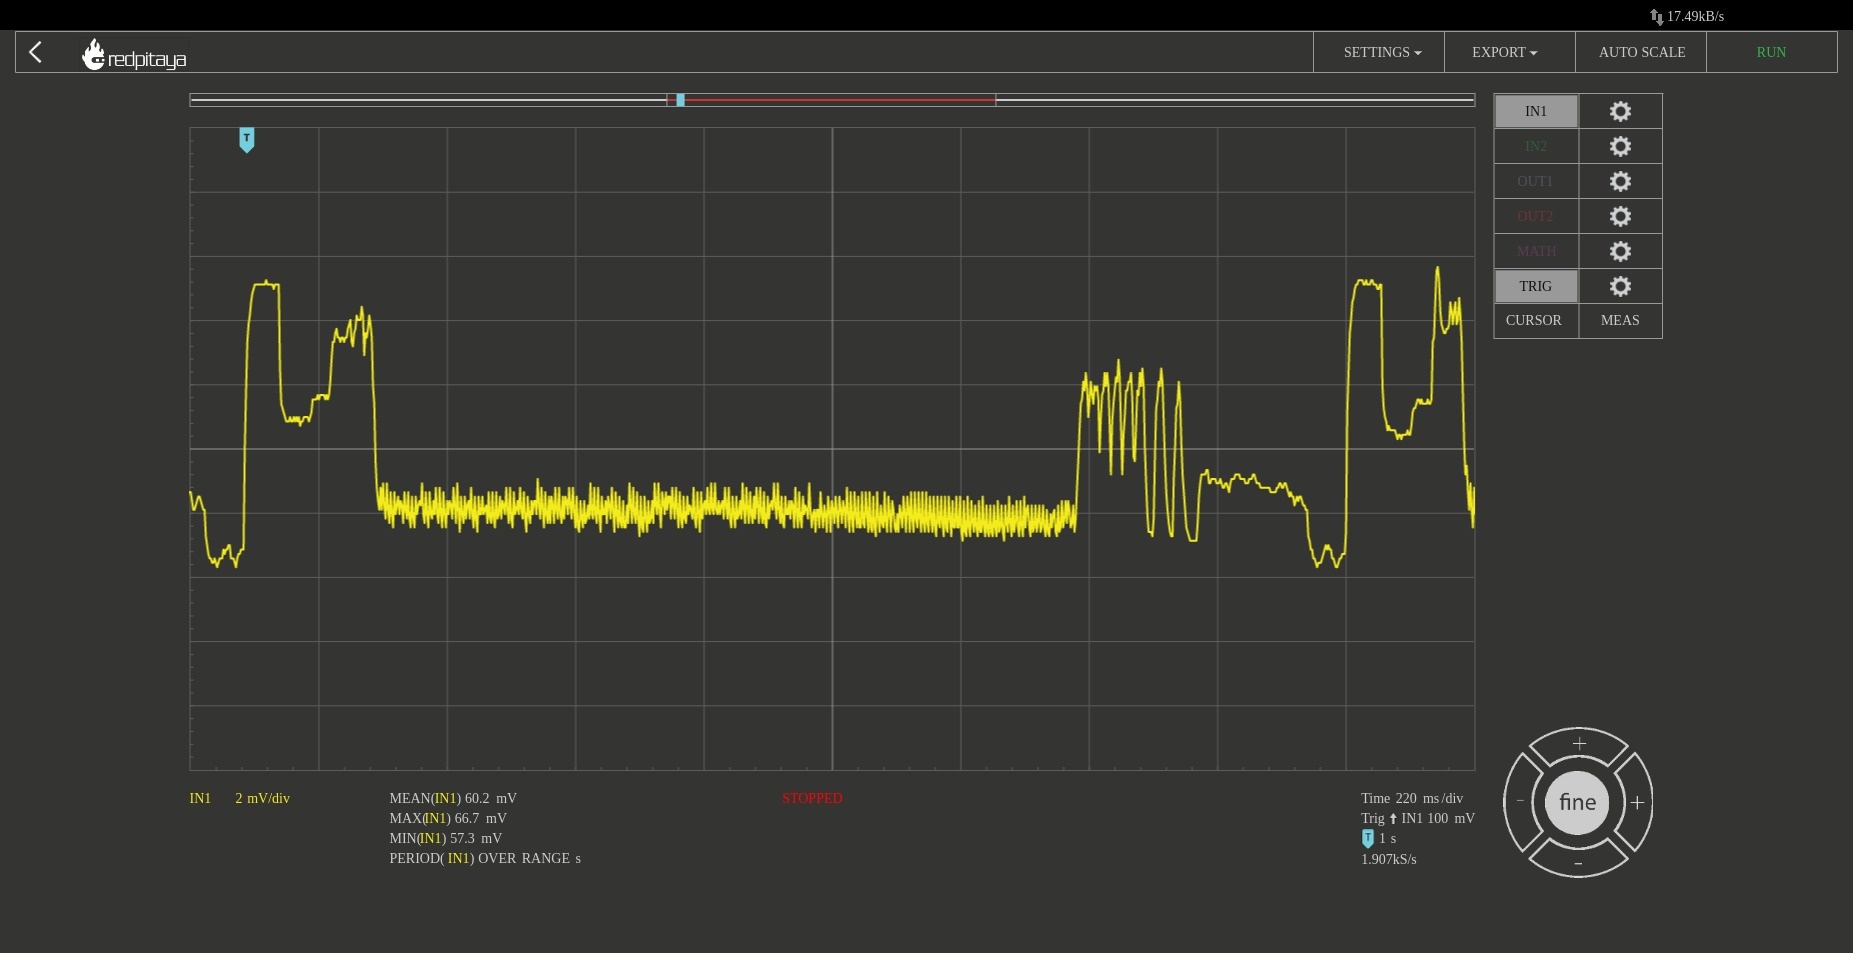 17.49kB/s
redpitaya
SETTINGS EXPORT AUTO SCALE RUN
T
IN1
IN2
OUT1
OUT2
MATH
TRIG
CURSOR MEAS
IN1 2 mV/div
MEAN(IN1) 60.2 mV
MAX(IN1) 66.7 mV
MIN(IN1) 57.3 mV
PERIOD( IN1) OVER RANGE s
STOPPED
Time 220 ms/div
Trig IN1 100 mV
T 1 s
1.907kS/s
+
- fine +
-